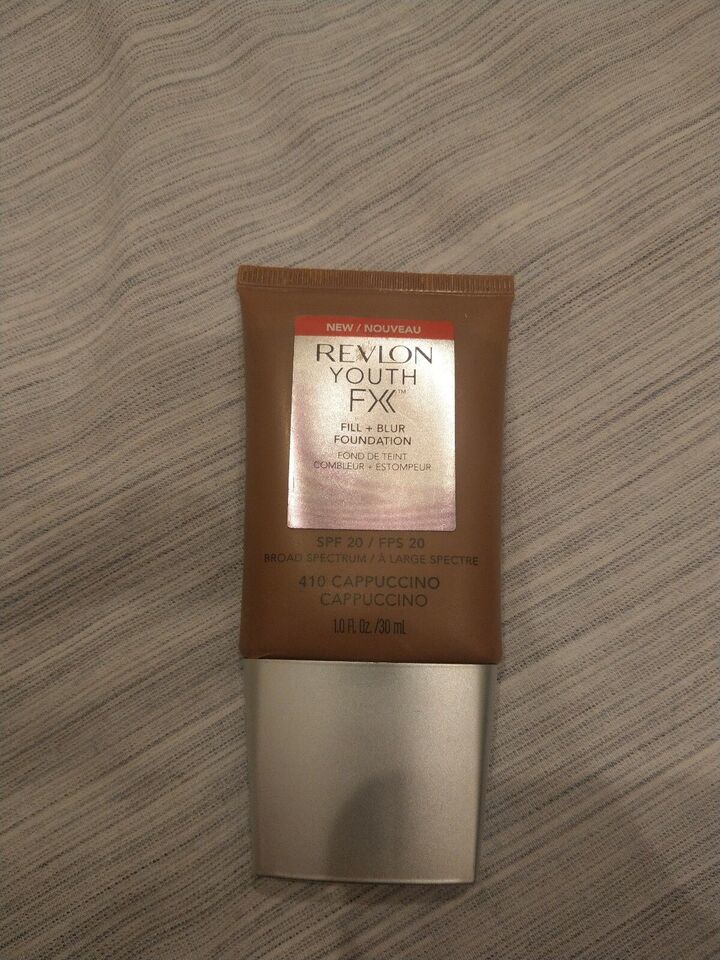 NEW / NOUVEAU
REVLON
YOUTH
FX™
FILL + BLUR
FOUNDATION
FOND DE TEINT
COMBLEUR + ESTOMPEUR
SPF 20 / FPS 20
BROAD SPECTRUM / À LARGE SPECTRE
410 CAPPUCCINO
CAPPUCCINO
1.0 Fl. Oz. /30 mL